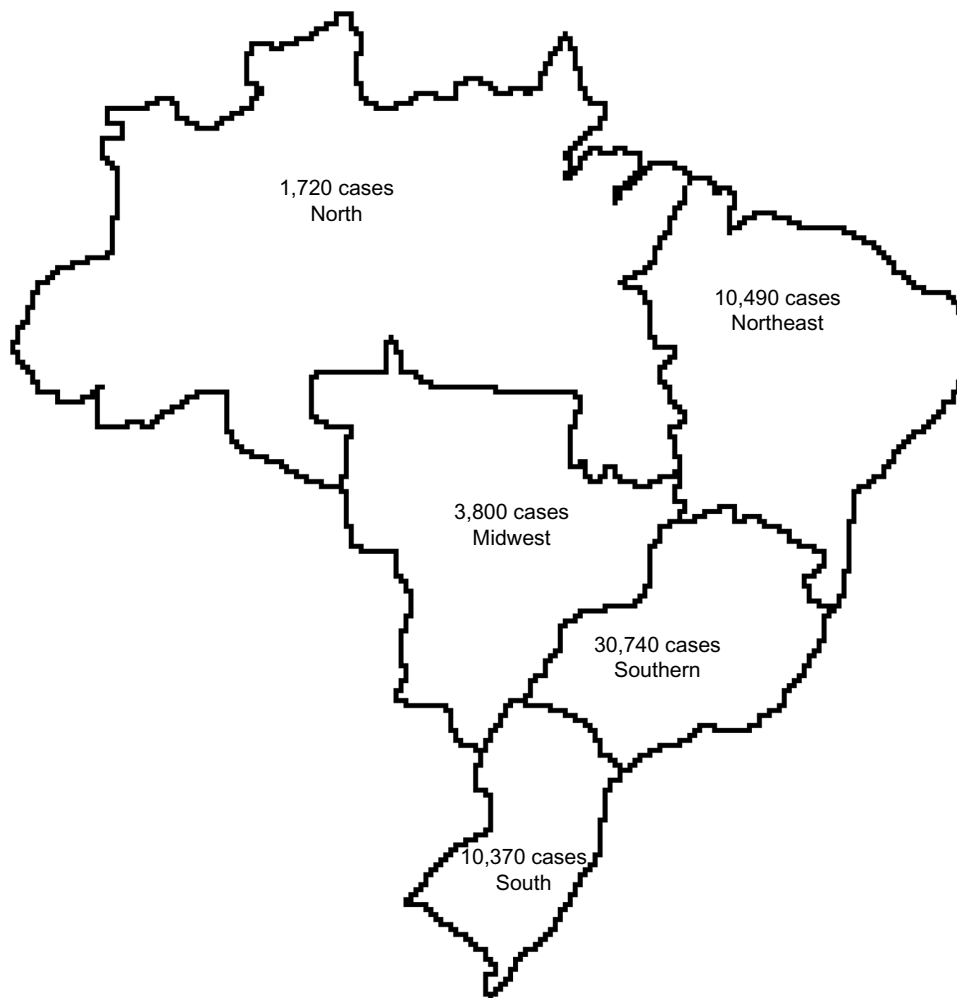 1,720 cases
North
10,490 cases
Northeast
3,800 cases
Midwest
30,740 cases
Southern
10,370 cases
South